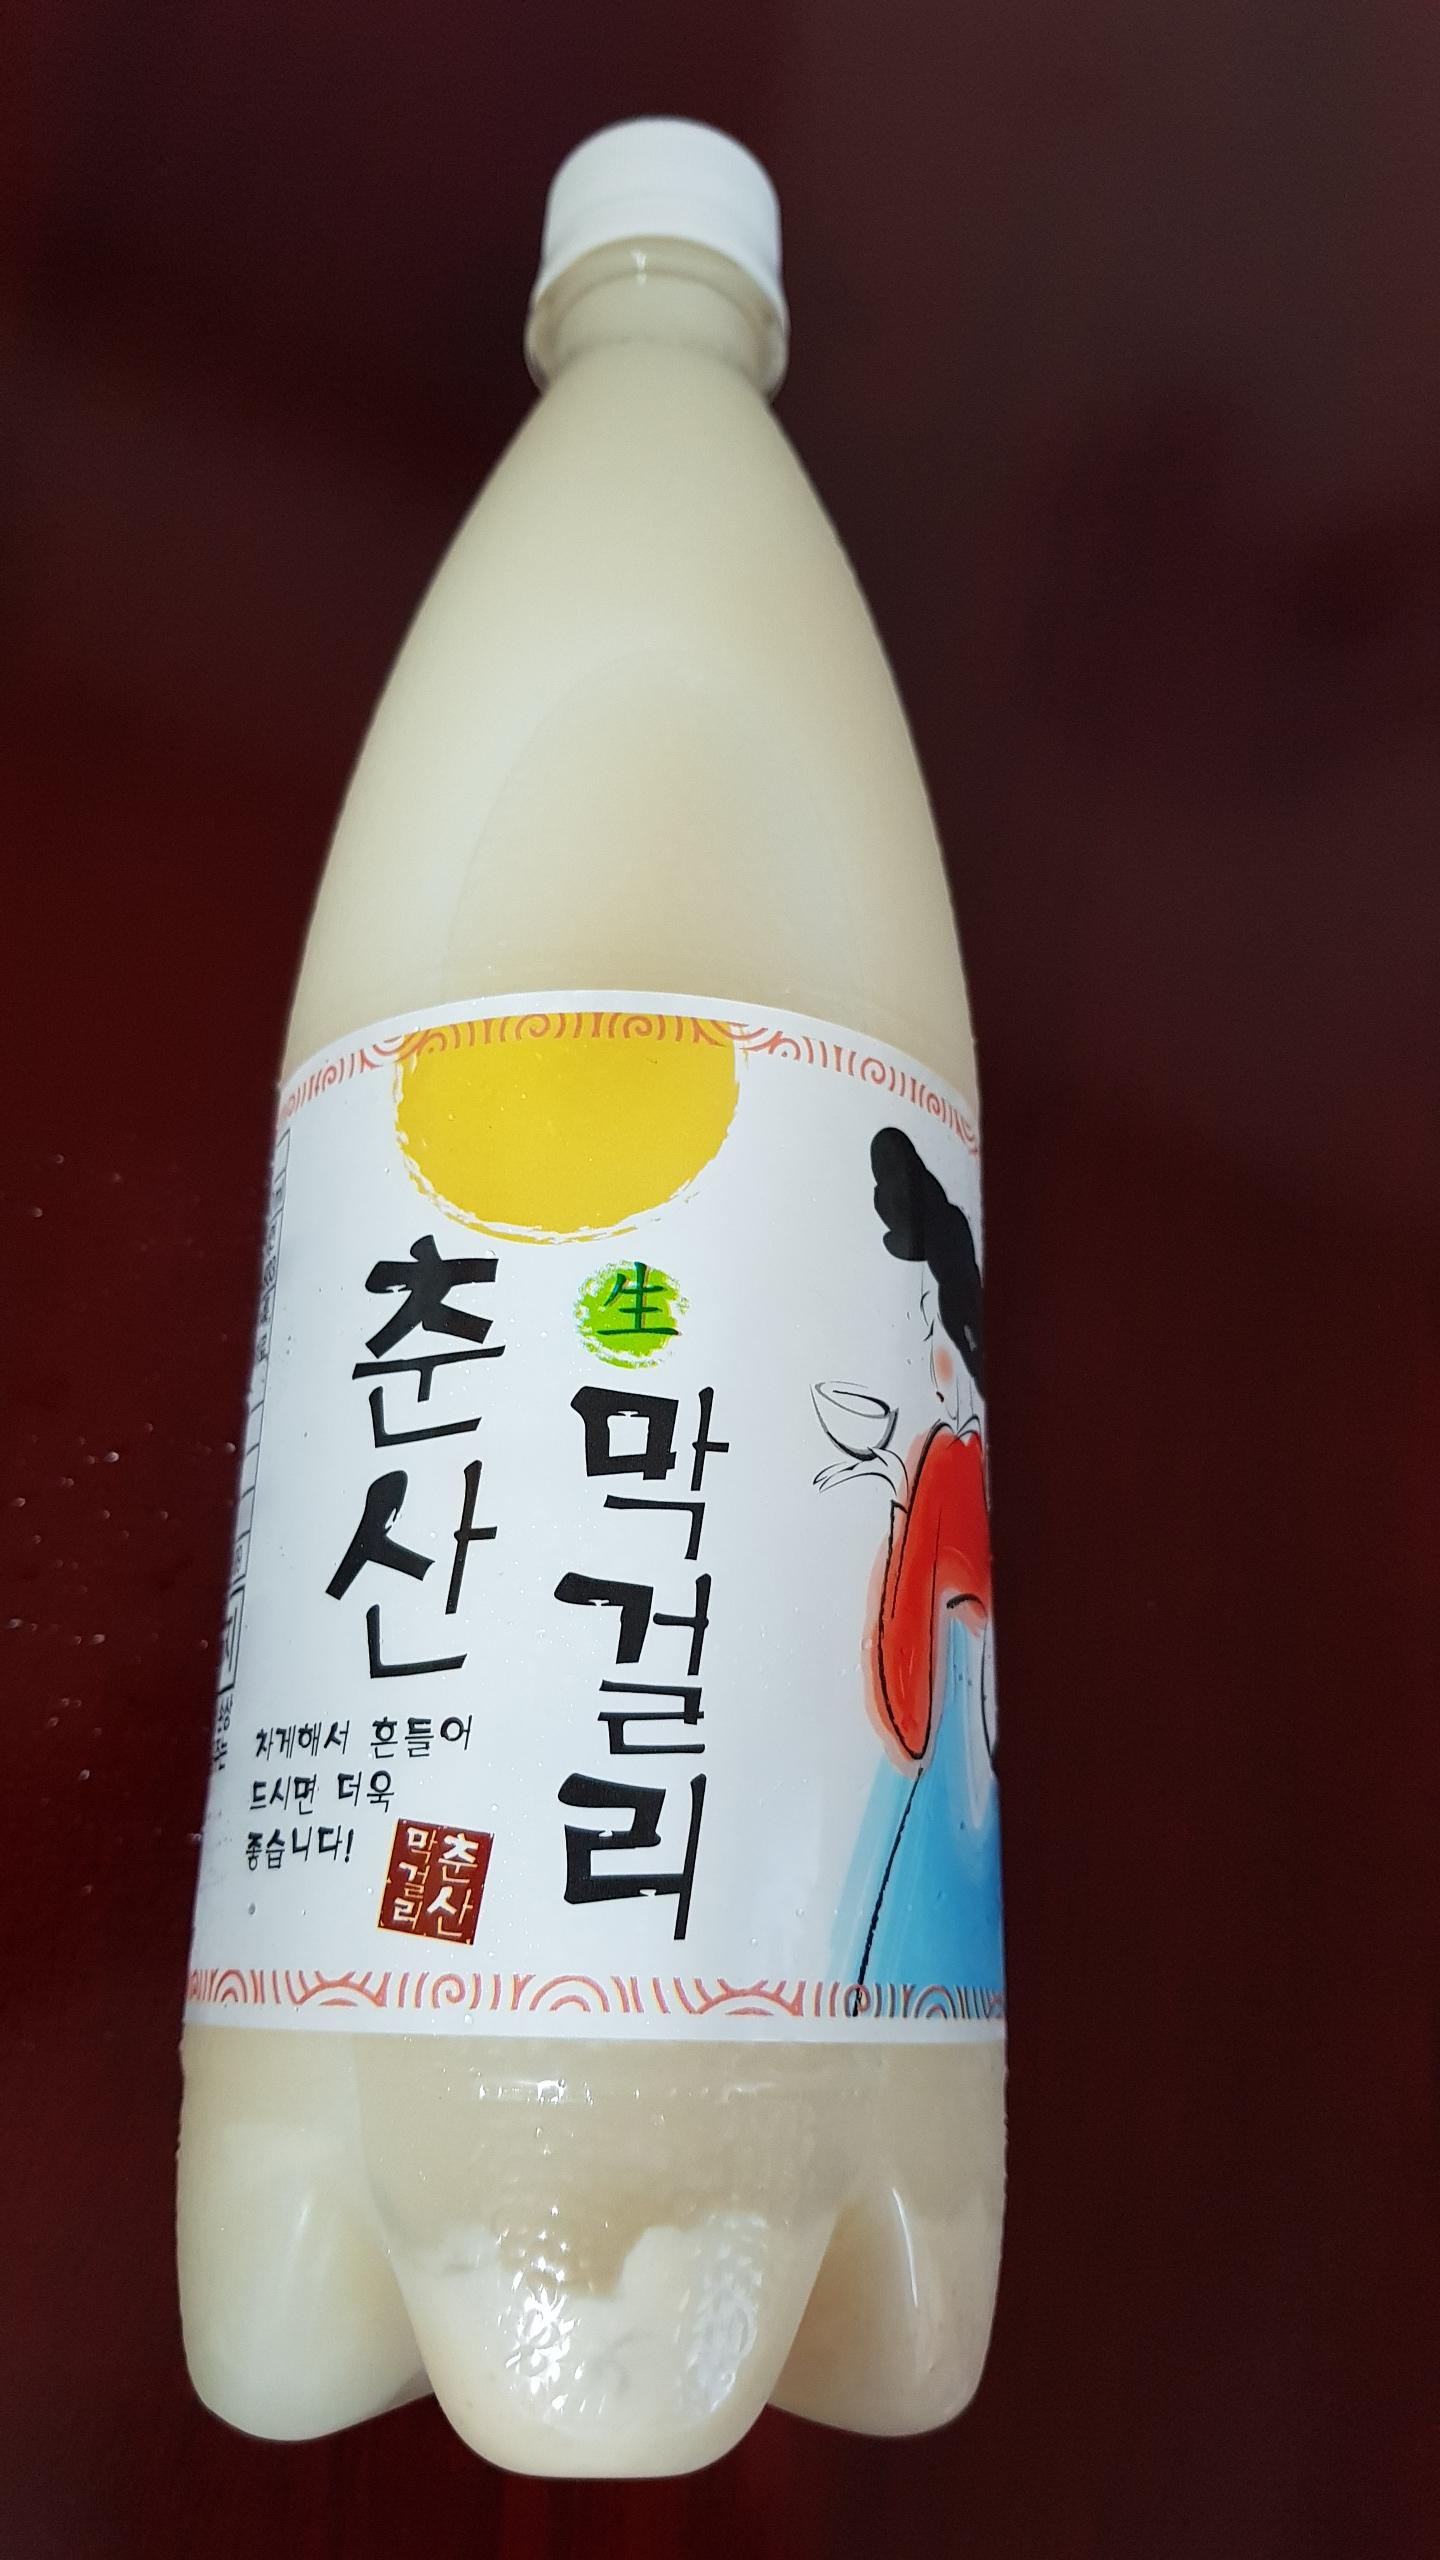 춘산
生
막걸리
차게해서 흔들어
드시면 더욱
좋습니다!
춘산
막걸리